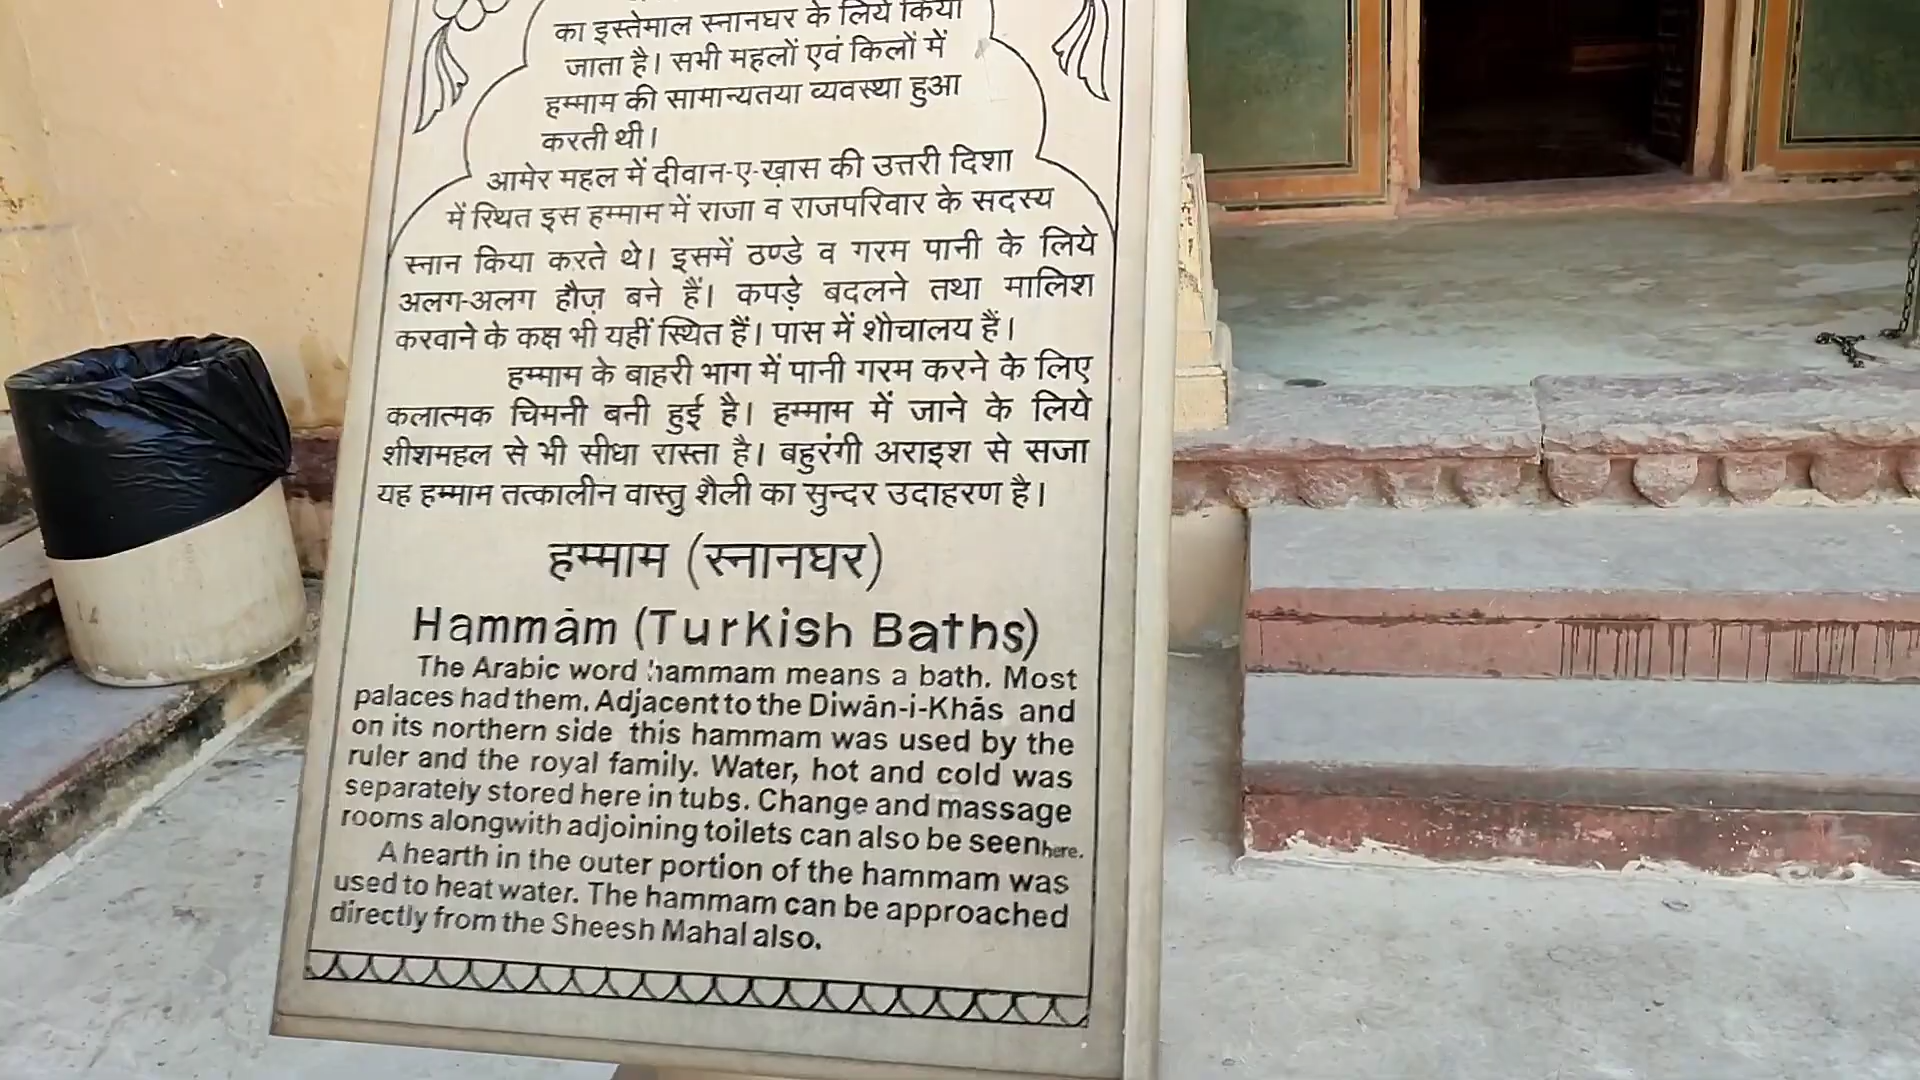 का इस्तेमाल स्नानघर के लिये किया
जाता है। सभी महलों एवं किलों में
हम्माम की सामान्यतया व्यवस्था हुआ
करती थी।
आमेर महल में दीवान-ए-ख़ास की उत्तरी दिशा
में स्थित इस हम्माम में राजा व राजपरिवार के सदस्य
स्नान किया करते थे। इसमें ठण्डे व गरम पानी के लिये
अलग-अलग हौज़ बने हैं। कपड़े बदलने तथा मालिश
करवाने के कक्ष भी यहीं स्थित हैं। पास में शौचालय हैं।
हम्माम के बाहरी भाग में पानी गरम करने के लिए
कलात्मक चिमनी बनी हुई है। हम्माम में जाने के लिये
शीशमहल से भी सीधा रास्ता है। बहुरंगी अराइश से सजा
यह हम्माम तत्कालीन वास्तु शैली का सुन्दर उदाहरण है।
हम्माम (स्नानघर)
Hammām (Turkish Baths)
The Arabic word hammam means a bath. Most
palaces had them. Adjacent to the Diwān-i-Khās and
on its northern side this hammam was used by the
ruler and the royal family. Water, hot and cold was
separately stored here in tubs. Change and massage
rooms alongwith adjoining toilets can also be seen here.
A hearth in the outer portion of the hammam was
used to heat water. The hammam can be approached
directly from the Sheesh Mahal also.